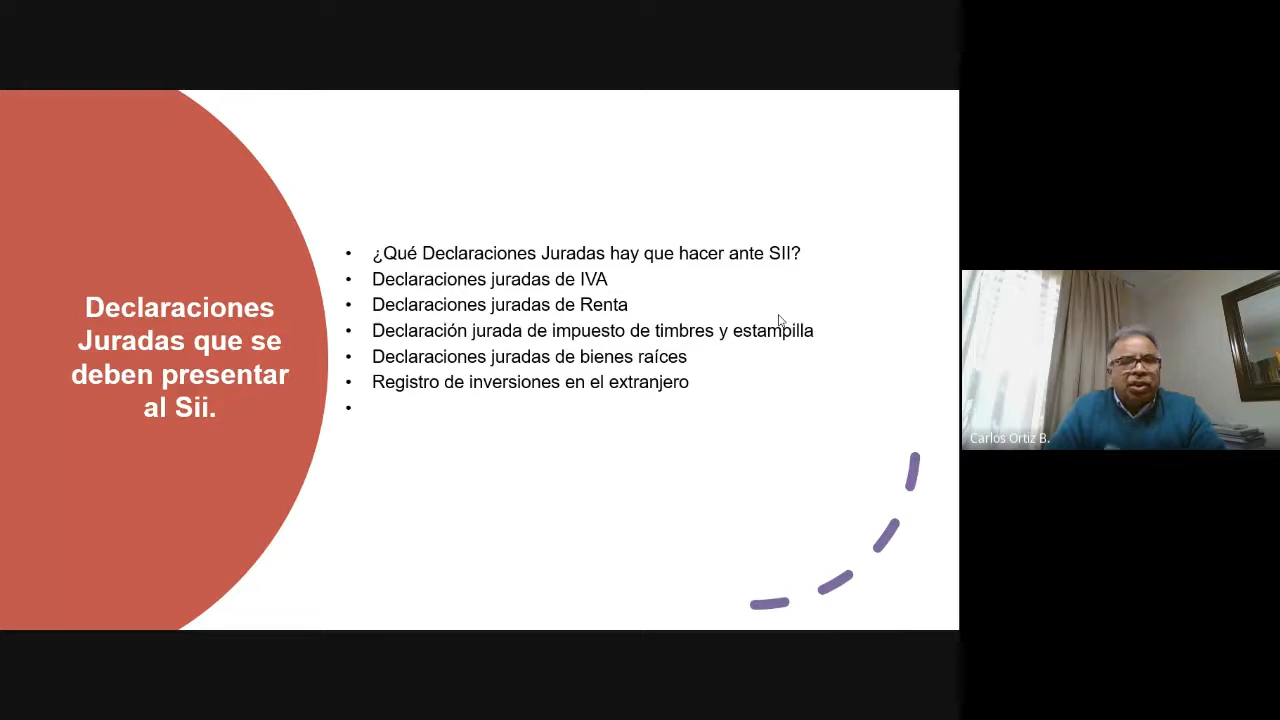 Declaraciones
Juradas que se
deben presentar
al Sii.
• ¿Qué Declaraciones Juradas hay que hacer ante SII?
• Declaraciones juradas de IVA
• Declaraciones juradas de Renta
• Declaración jurada de impuesto de timbres y estampilla
• Declaraciones juradas de bienes raíces
• Registro de inversiones en el extranjero
•
Carlos Ortiz B.